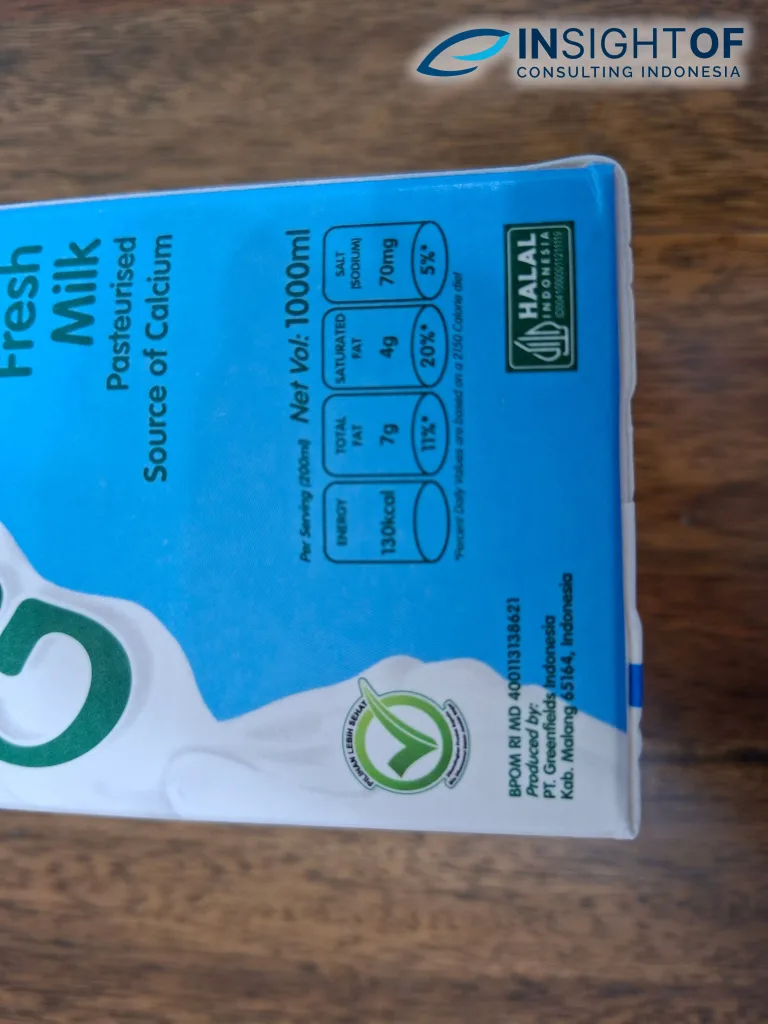 INSIGHTOF
CONSULTING INDONESIA
Fresh
Milk
Pasteurised
Source of Calcium
Per Serving (200ml) Net Vol: 1000ml
ENERGY
130kcal
TOTAL
FAT
7g
11%*
SATURATED
FAT
4g
20%*
SALT
(SODIUM)
70mg
5%*
*Percent Daily Values are based on a 2150 Calorie diet
HALAL
INDONESIA
PILIHAN LEBIH SEHAT
BPOM RI MD 400113138621
Produced by:
PT. Greenfields Indonesia
Kab. Malang 65164, Indonesia